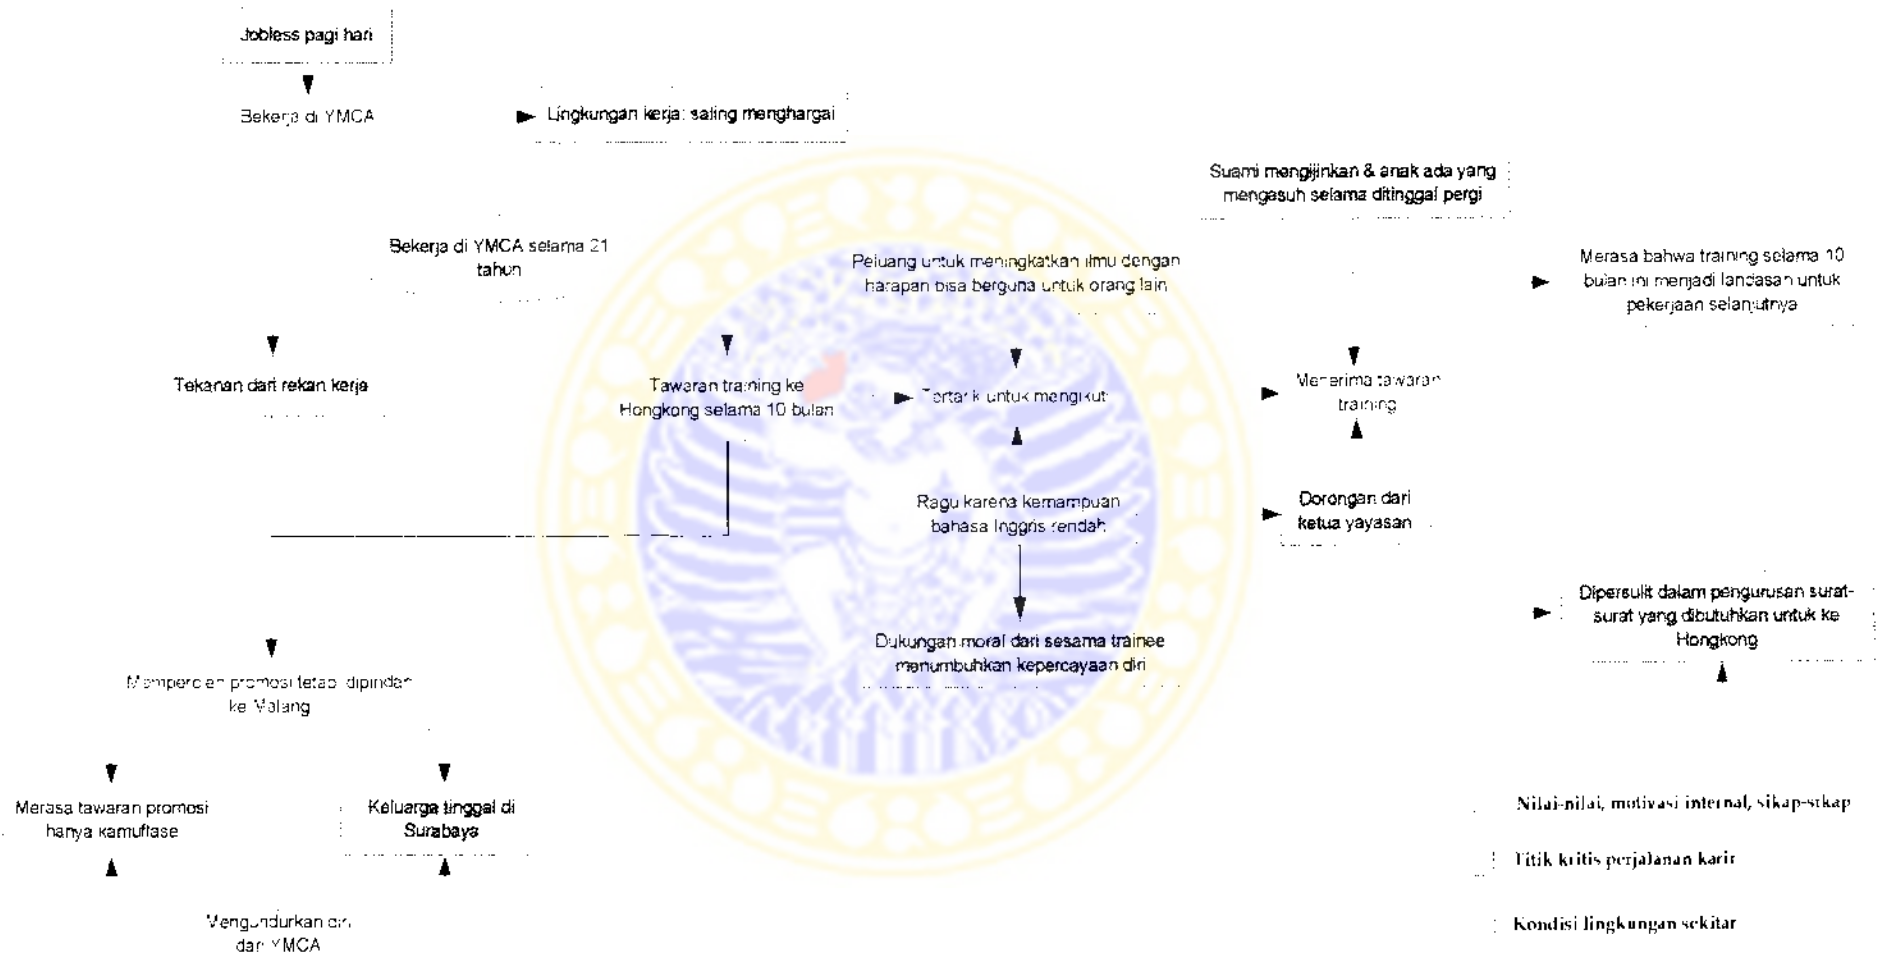 Jobless pagi hari
Bekerja di YMCA
Lingkungan kerja: saling menghargai
Suami mengijinkan & anak ada yang
mengasuh selama ditinggal pergi
Bekerja di YMCA selama 21
tahun
Peluang untuk meningkatkan ilmu dengan
harapan bisa berguna untuk orang lain
Merasa bahwa training selama 10
bulan ini menjadi landasan untuk
pekerjaan selanjutnya
Tekanan dari rekan kerja
Tawaran training ke
Hongkong selama 10 bulan
Tertarik untuk mengikuti
Menerima tawaran
training
Ragu karena kemampuan
bahasa Inggris rendah
Dorongan dari
ketua yayasan
Dukungan moral dari sesama trainee
menumbuhkan kepercayaan diri
Dipersulit dalam pengurusan surat-
surat yang dibutuhkan untuk ke
Hongkong
Memperoleh promosi tetapi dipindah
ke Malang
Merasa tawaran promosi
hanya kamuflase
Keluarga tinggal di
Surabaya
Mengundurkan diri
dari YMCA
Nilai-nilai, motivasi internal, sikap-sikap
Titik kritis perjalanan karir
Kondisi lingkungan sekitar